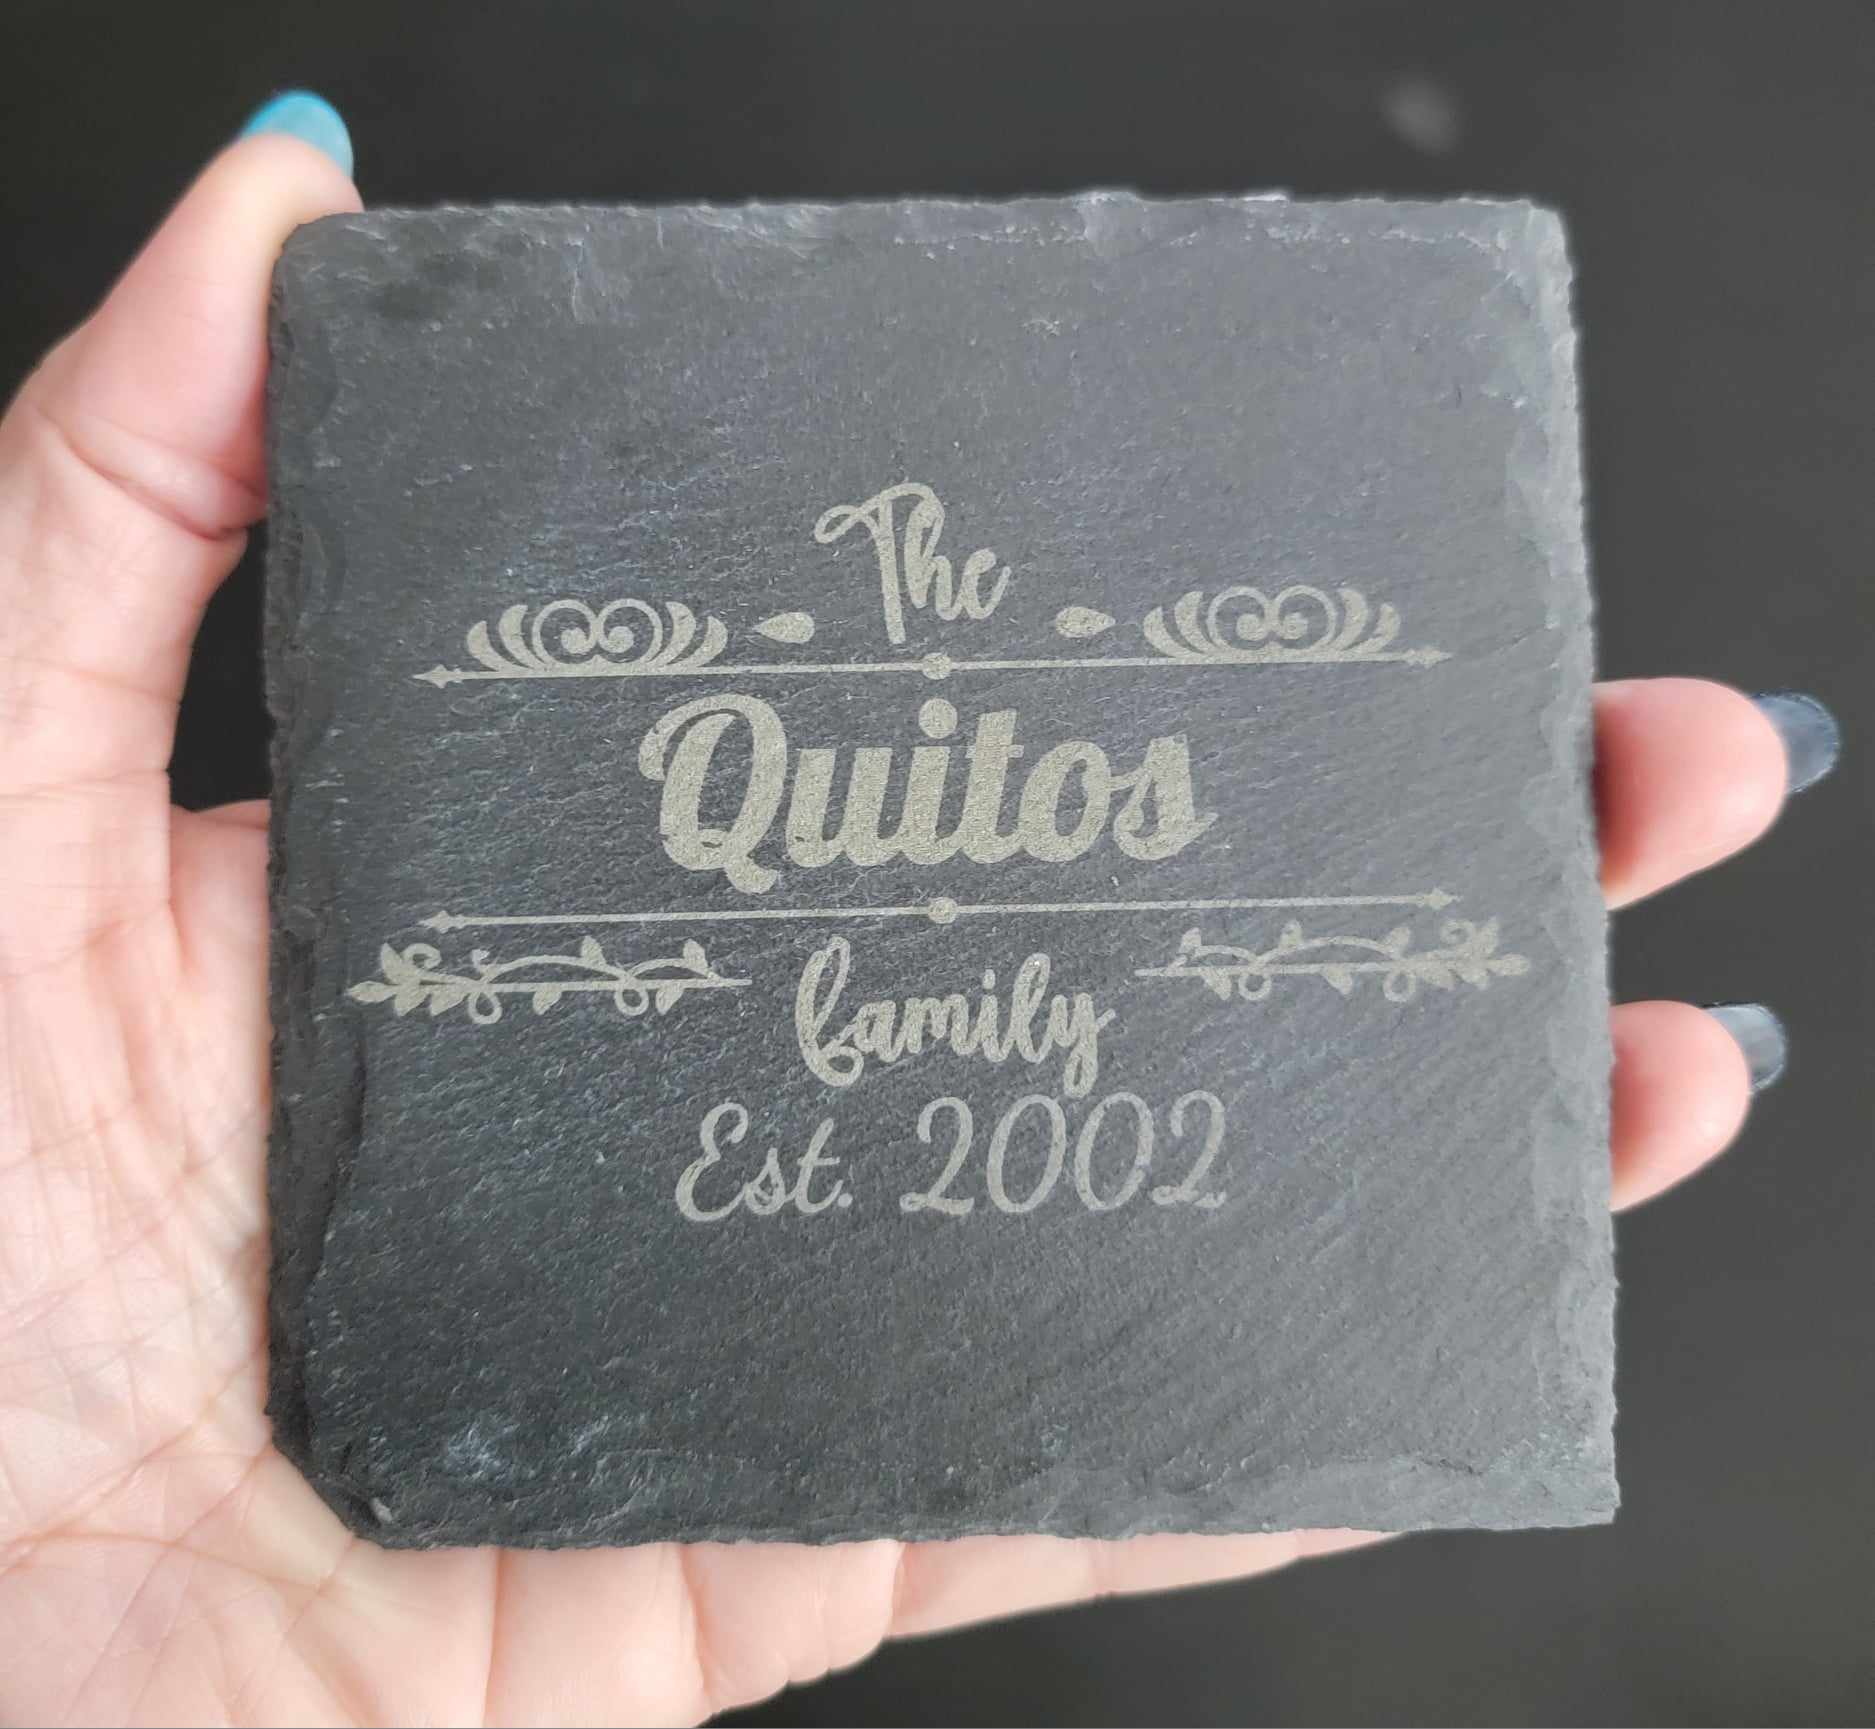 The
Quitos
family
Est. 2002